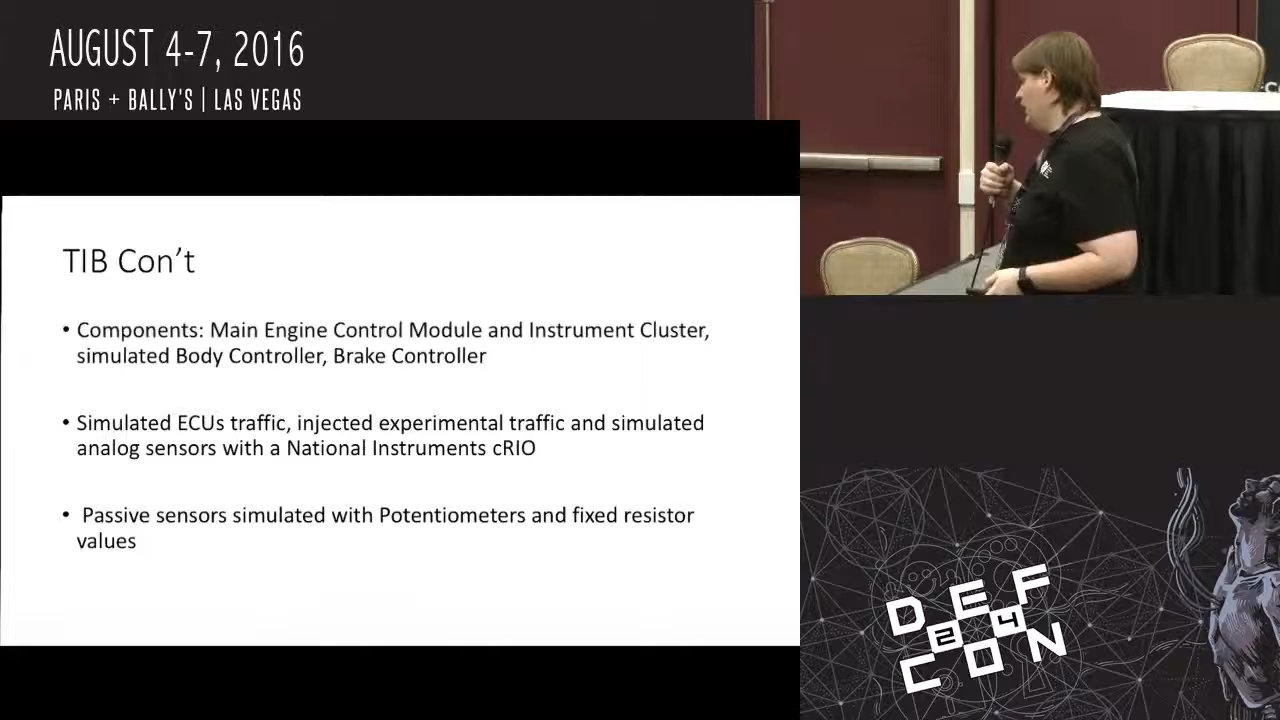 AUGUST 4-7, 2016
PARIS + BALLY'S | LAS VEGAS
TIB Con't
• Components: Main Engine Control Module and Instrument Cluster,
simulated Body Controller, Brake Controller
• Simulated ECUs traffic, injected experimental traffic and simulated
analog sensors with a National Instruments cRIO
• Passive sensors simulated with Potentiometers and fixed resistor
values
DEF
24
CON